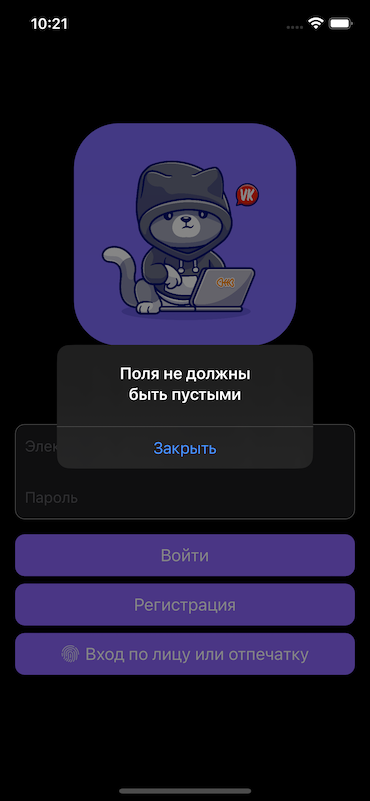 10:21
VK
Поля не должны
быть пустыми
Закрыть
Элек
Пароль
Войти
Регистрация
Вход по лицу или отпечатку